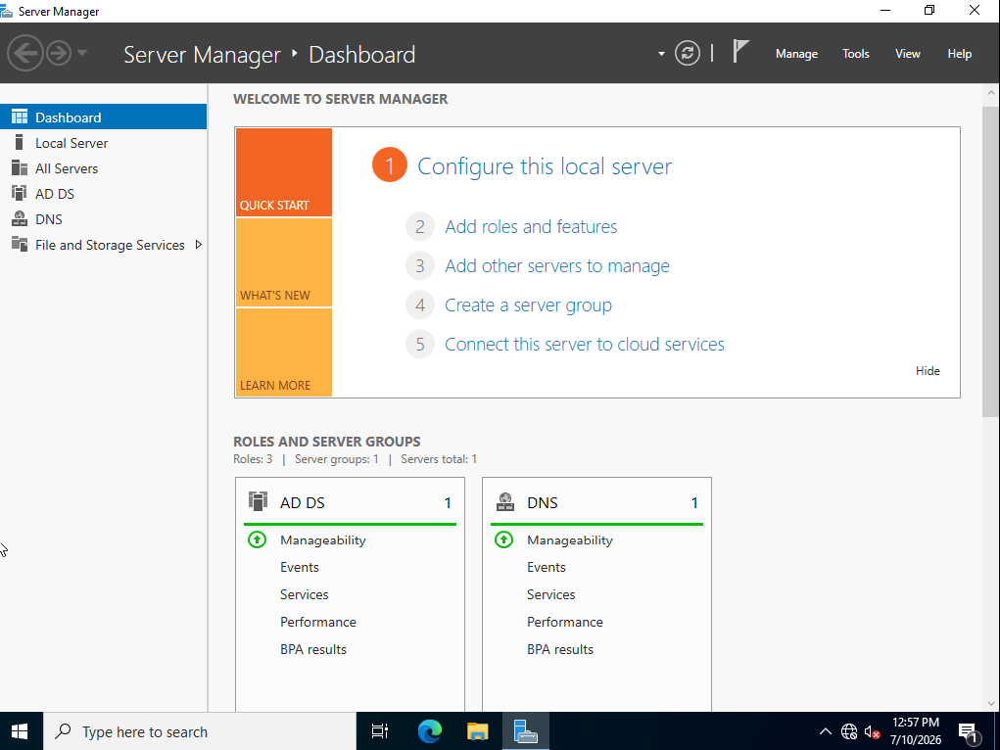 Server Manager
Server Manager ‣ Dashboard
Manage Tools View Help
Dashboard
Local Server
All Servers
AD DS
DNS
File and Storage Services
WELCOME TO SERVER MANAGER
QUICK START
WHAT'S NEW
LEARN MORE
1 Configure this local server
2 Add roles and features
3 Add other servers to manage
4 Create a server group
5 Connect this server to cloud services
Hide
ROLES AND SERVER GROUPS
Roles: 3 | Server groups: 1 | Servers total: 1
AD DS 1
Manageability
Events
Services
Performance
BPA results
DNS 1
Manageability
Events
Services
Performance
BPA results
Type here to search
12:57 PM
7/10/2026
1